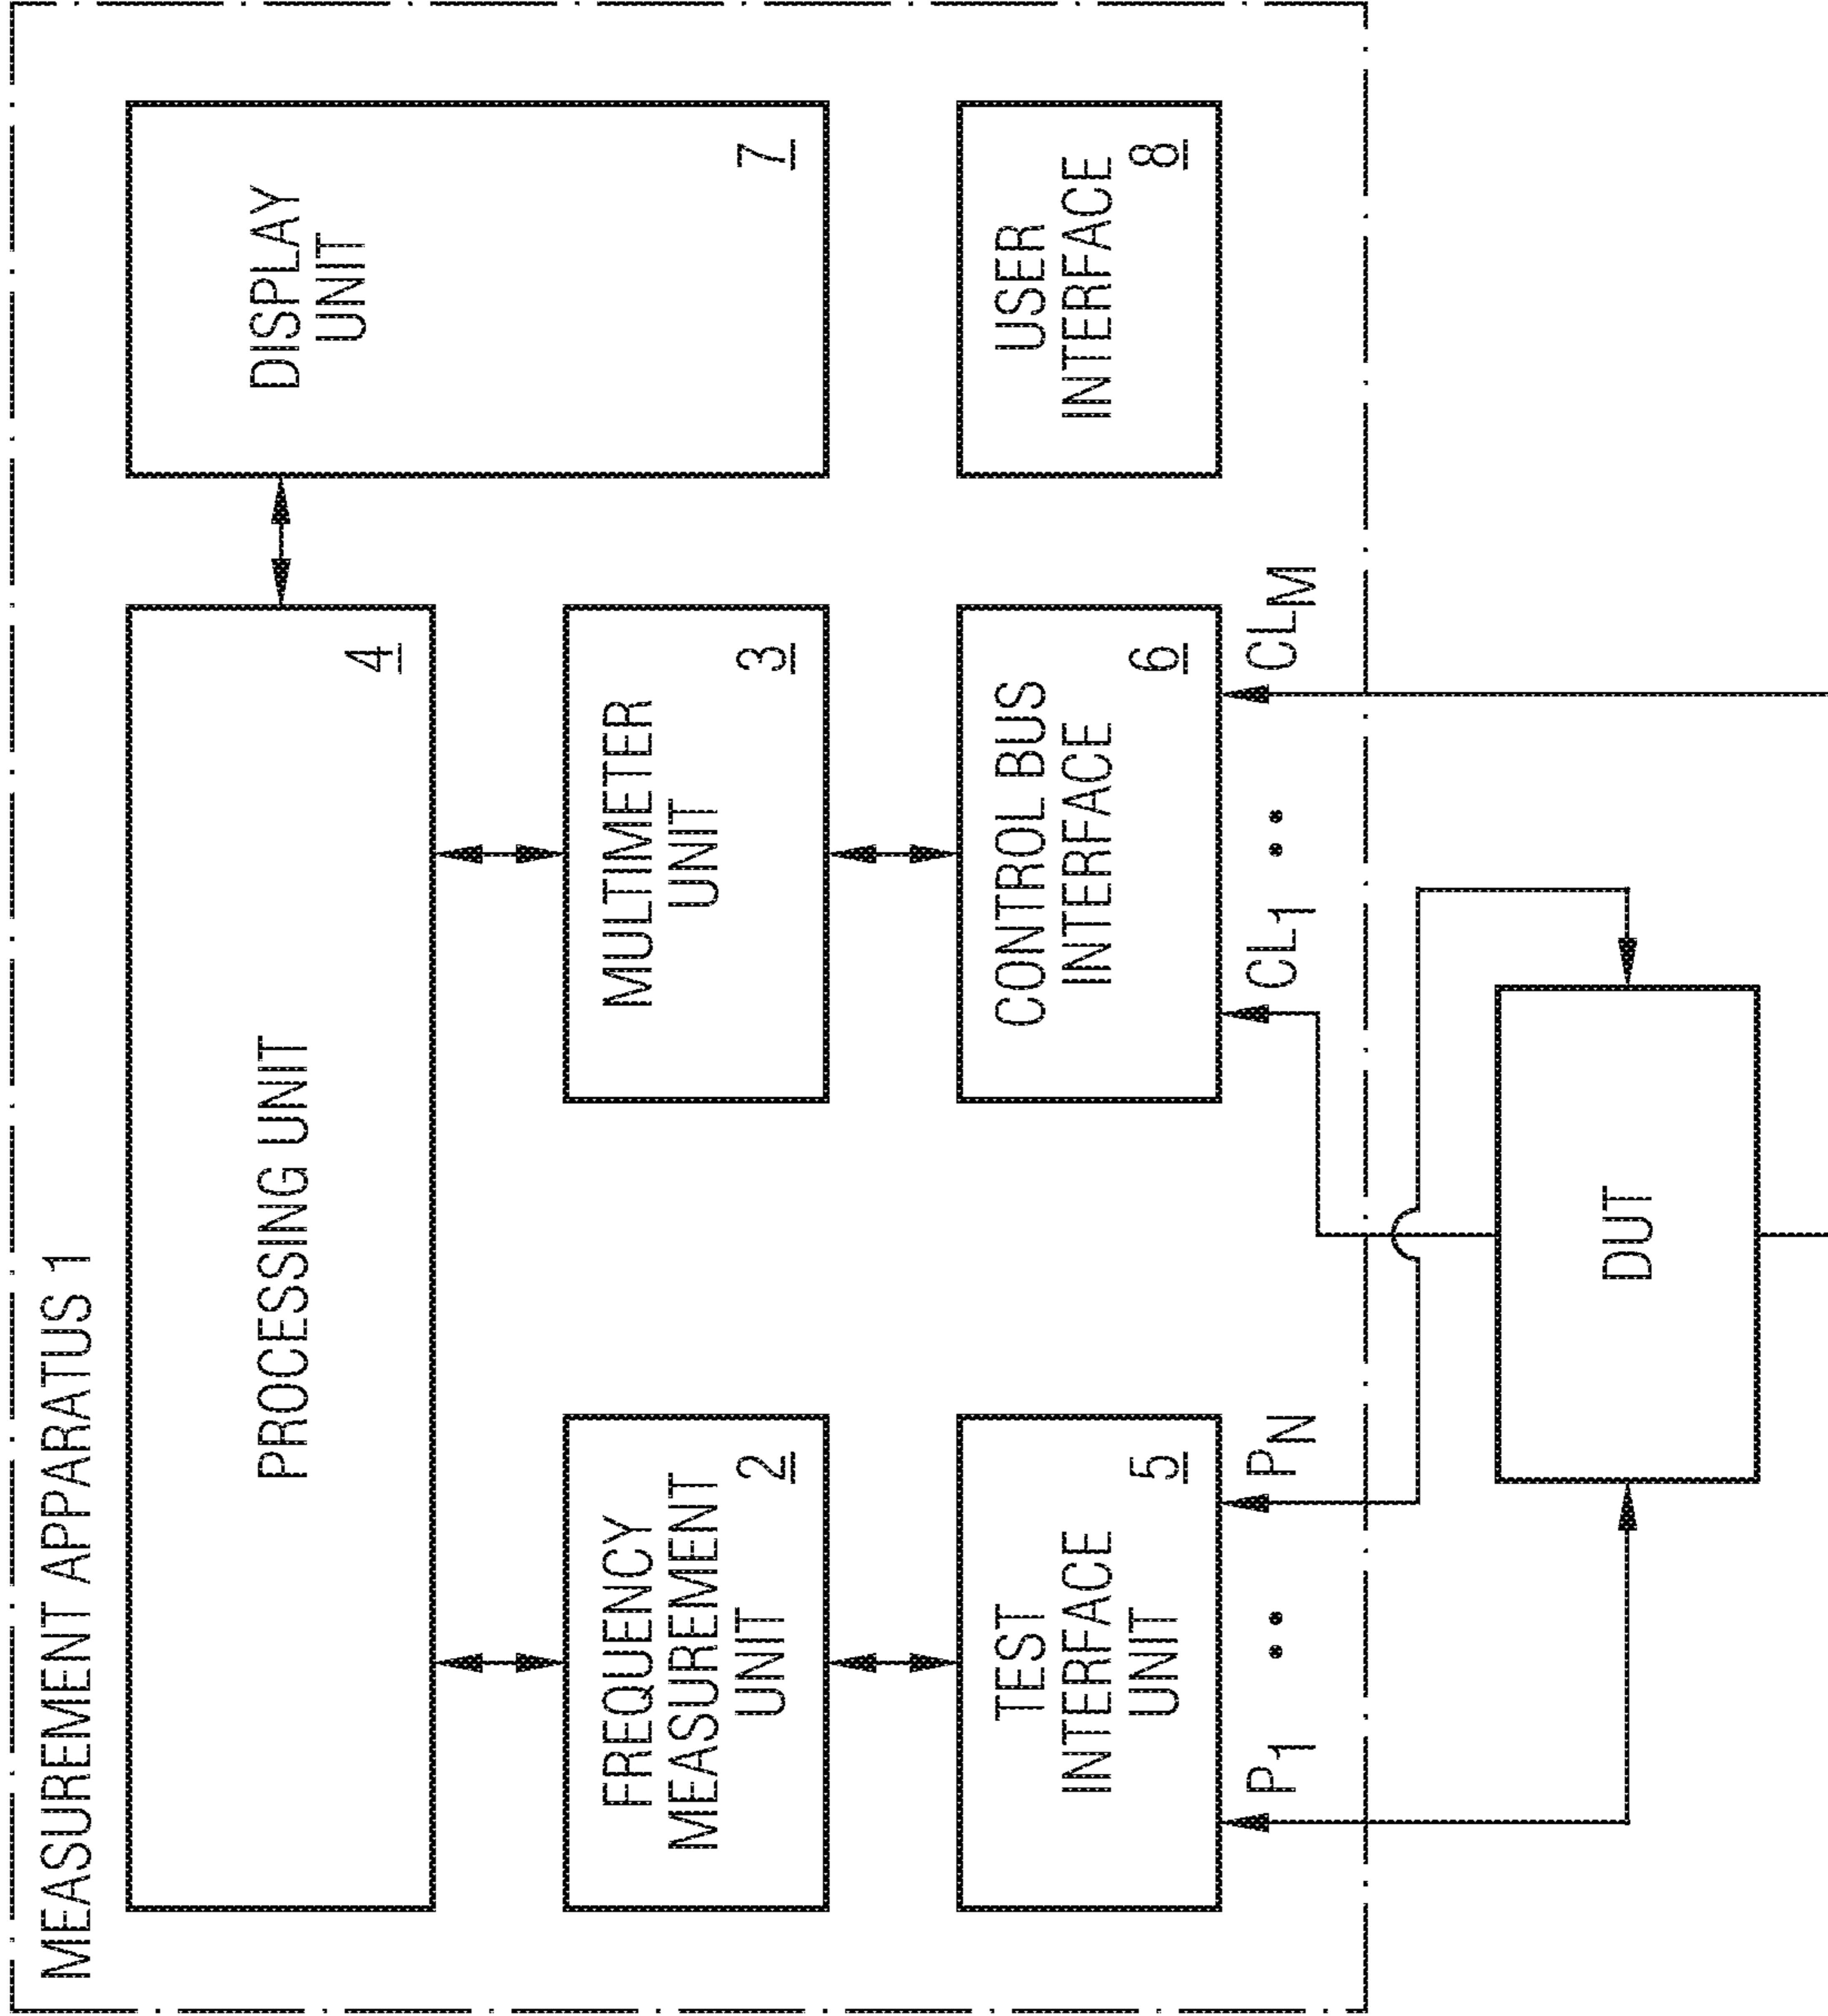 MEASUREMENT APPARATUS 1
PROCESSING UNIT
4
DISPLAY
UNIT
7
FREQUENCY
MEASUREMENT
UNIT
2
MULTIMETER
UNIT
3
TEST
INTERFACE
UNIT
5
CONTROL BUS
INTERFACE
6
USER
INTERFACE
8
P1 •• PN
CL1 •• CLM
DUT